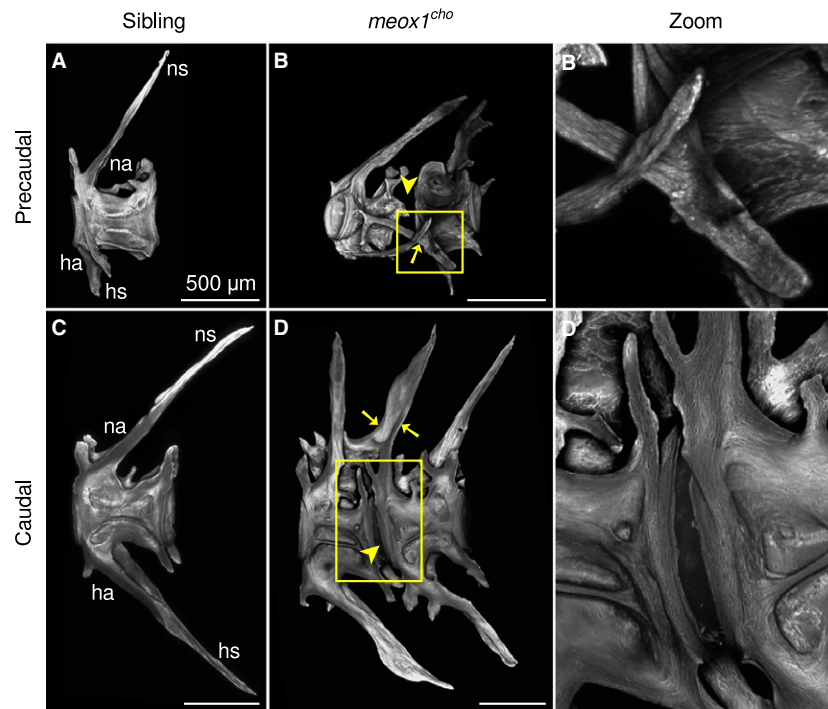 Sibling
meox1cho
Zoom
Precaudal
A
ns
na
ha
hs
500 µm
B
B′
Caudal
C
ns
na
ha
hs
D
D′